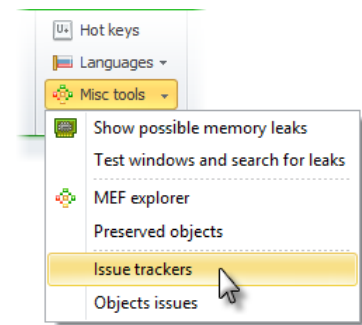 Hot keys
Languages
Misc tools
Show possible memory leaks
Test windows and search for leaks
MEF explorer
Preserved objects
Issue trackers
Objects issues